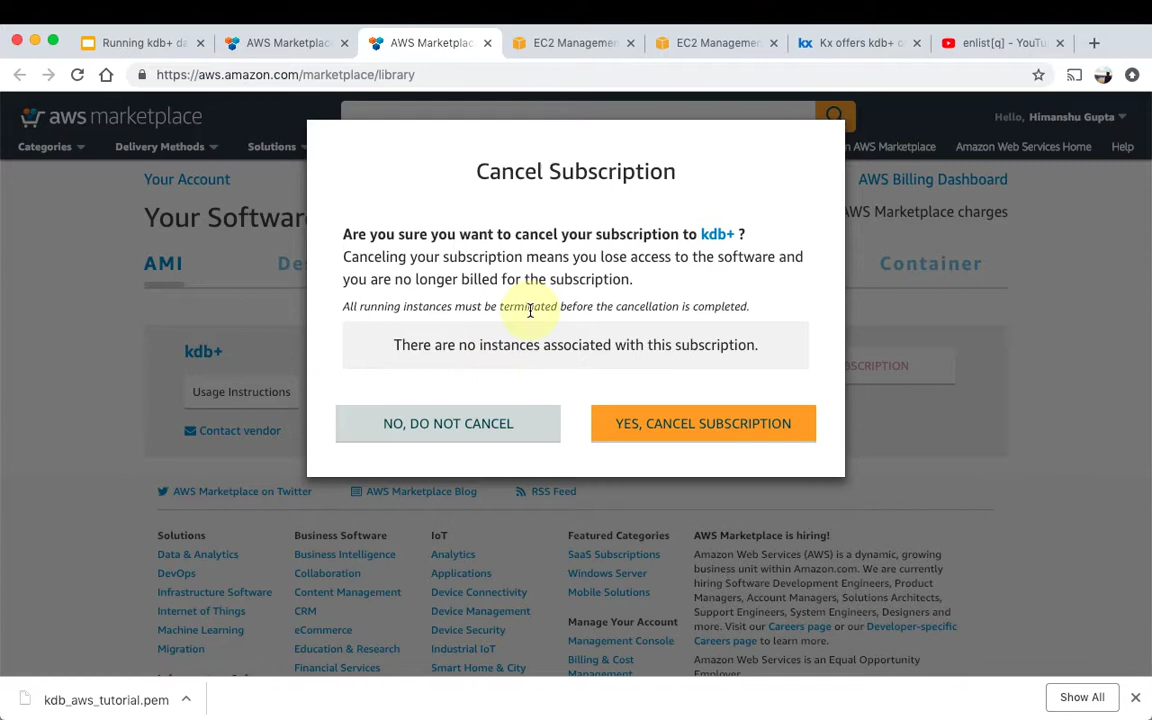 Running kdb+ da
AWS Marketplac
AWS Marketplac
EC2 Managemen
EC2 Managemen
kx
Kx offers kdb+ o
enlist[q] - YouTu
https://aws.amazon.com/marketplace/library
aws marketplace
Hello, Himanshu Gupta
Categories
Delivery Methods
Solutions
n AWS Marketplace
Amazon Web Services Home
Help
Your Account
AWS Billing Dashboard
Your Software
AWS Marketplace charges
AMI
De
Container
kdb+
Usage Instructions
Contact vendor
SCRIPTION
Cancel Subscription
Are you sure you want to cancel your subscription to kdb+ ?
Canceling your subscription means you lose access to the software and
you are no longer billed for the subscription.
All running instances must be terminated before the cancellation is completed.
There are no instances associated with this subscription.
NO, DO NOT CANCEL
YES, CANCEL SUBSCRIPTION
AWS Marketplace on Twitter
AWS Marketplace Blog
RSS Feed
Solutions
Data & Analytics
DevOps
Infrastructure Software
Internet of Things
Machine Learning
Migration
Business Software
Business Intelligence
Collaboration
Content Management
CRM
eCommerce
Education & Research
Financial Services
IoT
Analytics
Applications
Device Connectivity
Device Management
Device Security
Industrial IoT
Smart Home & City
Featured Categories
SaaS Subscriptions
Windows Server
Mobile Solutions
Manage Your Account
Management Console
Billing & Cost
Management
AWS Marketplace is hiring!
Amazon Web Services (AWS) is a dynamic, growing
business unit within Amazon.com. We are currently
hiring Software Development Engineers, Product
Managers, Account Managers, Solutions Architects,
Support Engineers, System Engineers, Designers and
more. Visit our Careers page or our Developer-specific
Careers page to learn more.
Amazon Web Services is an Equal Opportunity
Employer.
kdb_aws_tutorial.pem
Show All